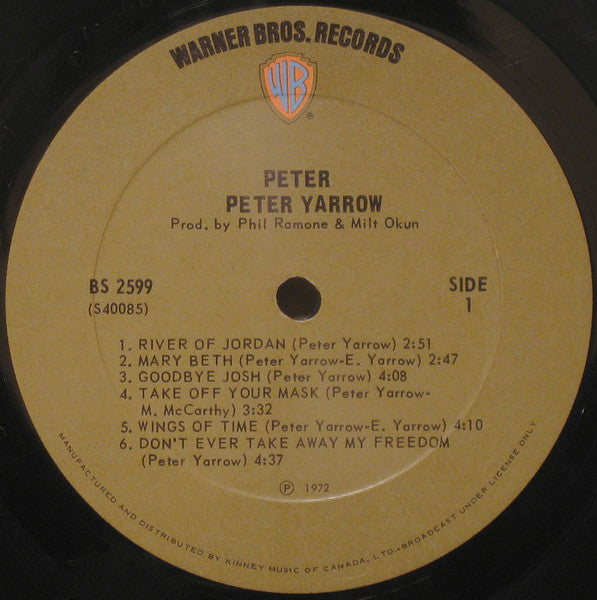 WARNER BROS. RECORDS
WB
®
PETER
PETER YARROW
Prod. by Phil Ramone & Milt Okun
BS 2599
(S40085)
SIDE
1
1. RIVER OF JORDAN (Peter Yarrow) 2:51
2. MARY BETH (Peter Yarrow-E. Yarrow) 2:47
3. GOODBYE JOSH (Peter Yarrow) 4:08
4. TAKE OFF YOUR MASK (Peter Yarrow-
M. McCarthy) 3:32
5. WINGS OF TIME (Peter Yarrow-E. Yarrow) 4:10
6. DON'T EVER TAKE AWAY MY FREEDOM
(Peter Yarrow) 4:37
℗ 1972
MANUFACTURED AND DISTRIBUTED BY KINNEY MUSIC OF CANADA, LTD.-BROADCAST UNDER LICENSE ONLY